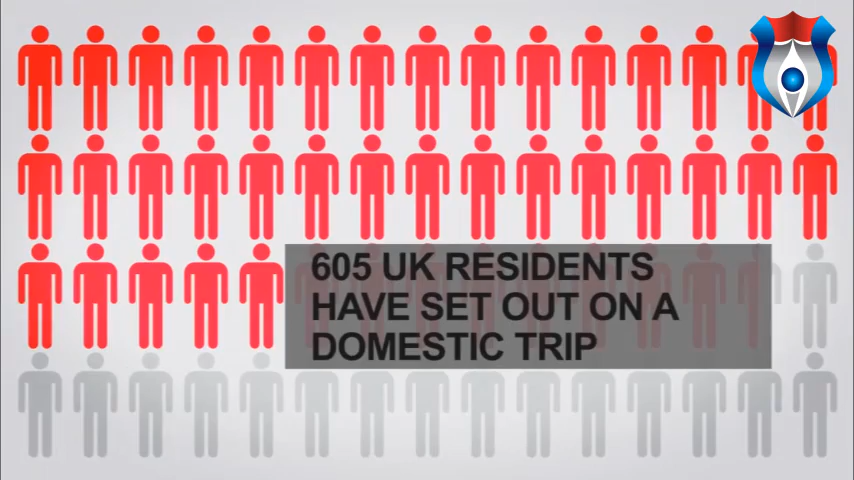 605 UK RESIDENTS
HAVE SET OUT ON A
DOMESTIC TRIP